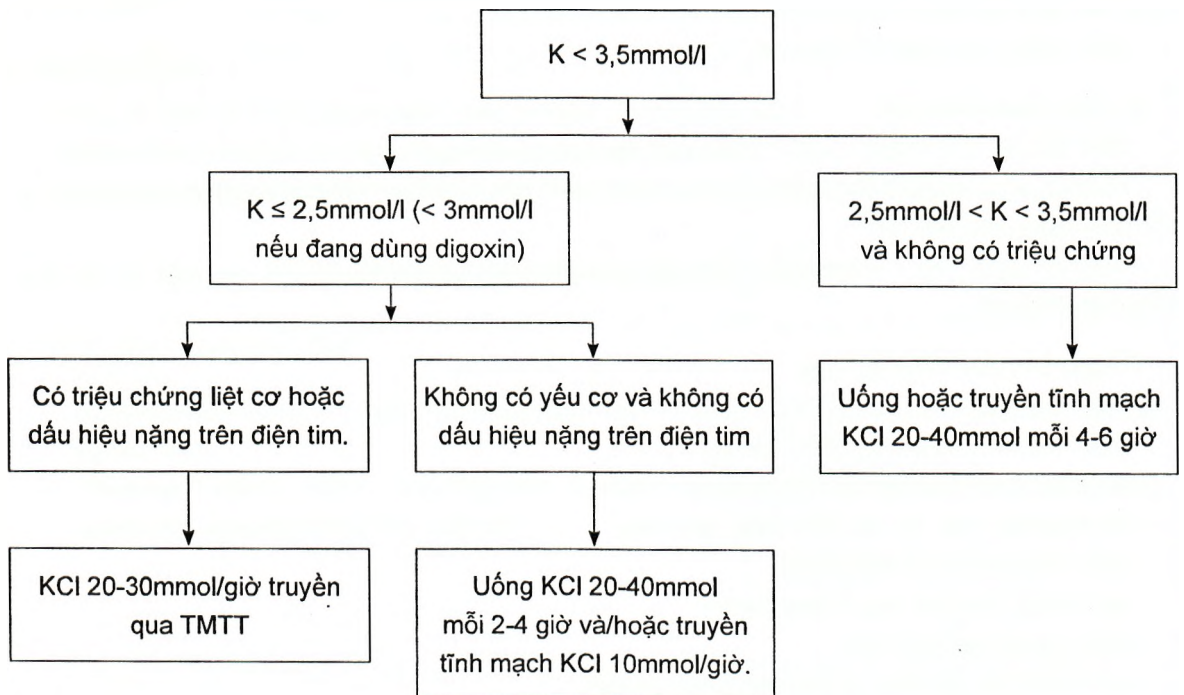 K < 3,5mmol/l
K ≤ 2,5mmol/l (< 3mmol/l
nếu đang dùng digoxin)
2,5mmol/l < K < 3,5mmol/l
và không có triệu chứng
Có triệu chứng liệt cơ hoặc
dấu hiệu nặng trên điện tim.
Không có yếu cơ và không có
dấu hiệu nặng trên điện tim
Uống hoặc truyền tĩnh mạch
KCl 20-40mmol mỗi 4-6 giờ
KCl 20-30mmol/giờ truyền
qua TMTT
Uống KCl 20-40mmol
mỗi 2-4 giờ và/hoặc truyền
tĩnh mạch KCl 10mmol/giờ.